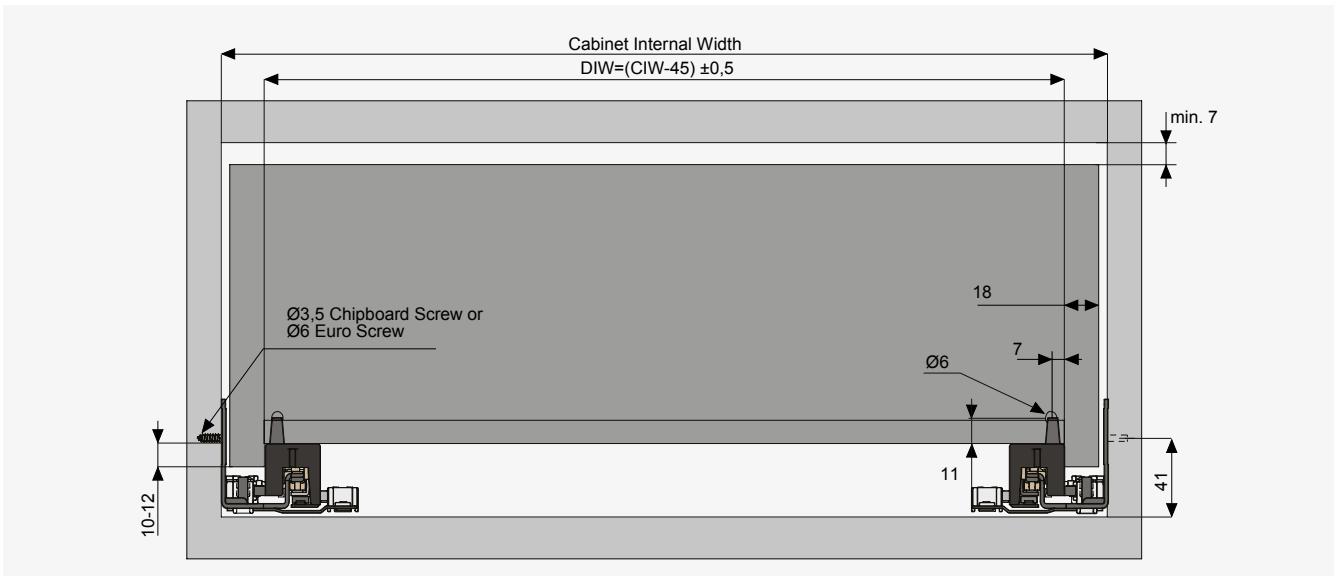 Cabinet Internal Width
DIW=(CIW-45) ±0,5
min. 7
18
Ø3,5 Chipboard Screw or
Ø6 Euro Screw
7
Ø6
11
41
10-12